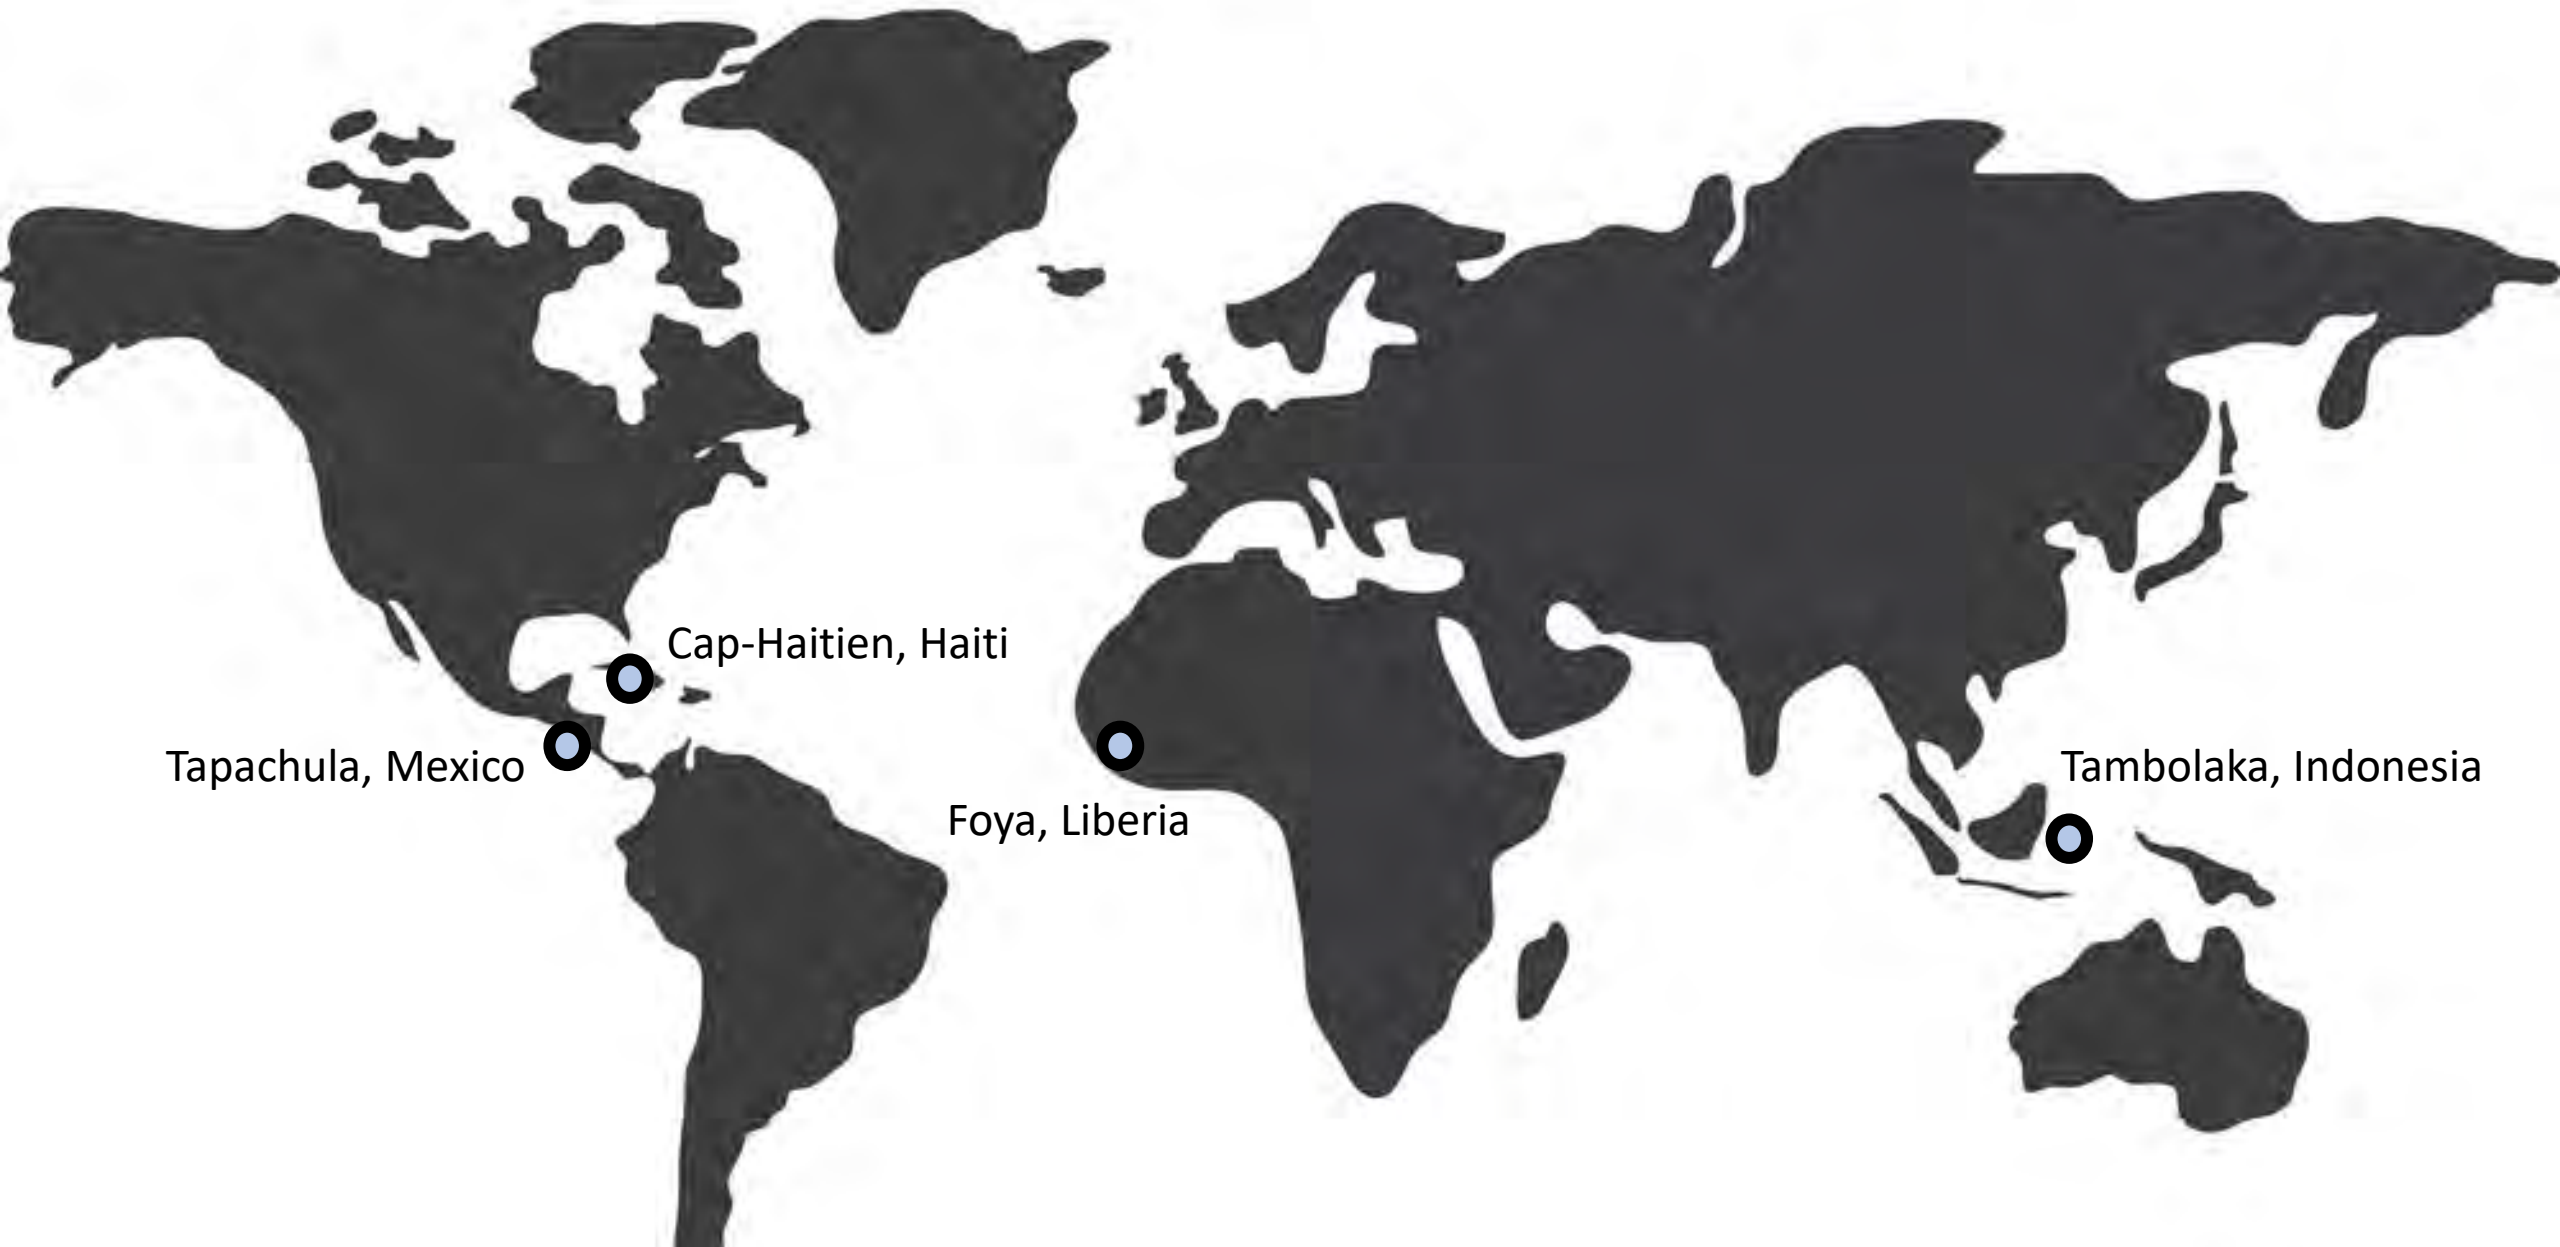 Cap-Haitien, Haiti
Tapachula, Mexico
Tambolaka, Indonesia
Foya, Liberia